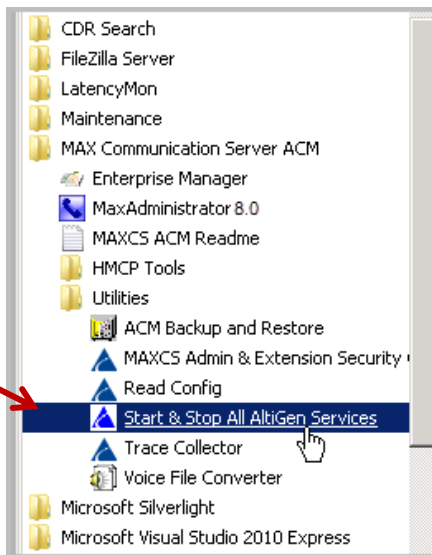 CDR Search
FileZilla Server
LatencyMon
Maintenance
MAX Communication Server ACM
Enterprise Manager
MaxAdministrator 8.0
MAXCS ACM Readme
HMCP Tools
Utilities
ACM Backup and Restore
MAXCS Admin & Extension Security
Read Config
Start & Stop All AltiGen Services
Trace Collector
Voice File Converter
Microsoft Silverlight
Microsoft Visual Studio 2010 Express